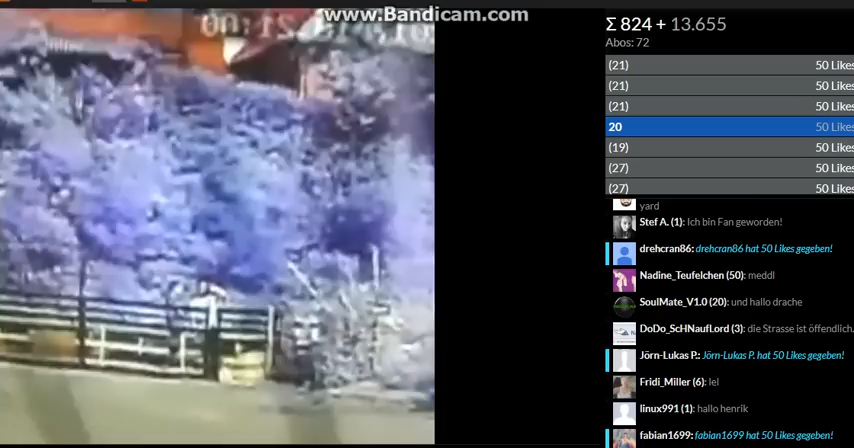 www.Bandicam.com
Σ 824 + 13.655
Abos: 72
(21) 50 Likes
(21) 50 Likes
(21) 50 Likes
20 50 Likes
(19) 50 Likes
(27) 50 Likes
(27) 50 Likes
yard
Stef A. (1): Ich bin Fan geworden!
drehcran86: drehcran86 hat 50 Likes gegeben!
Nadine_Teufelchen (50): meddl
SoulMate_V1.0 (20): und hallo drache
DoDo_ScHNaufLorD (3): die Strasse ist öffendlich.
Jörn-Lukas P.: Jörn-Lukas P. hat 50 Likes gegeben!
Fridi_Miller (6): lel
linux991 (1): hallo henrik
fabian1699: fabian1699 hat 50 Likes gegeben!